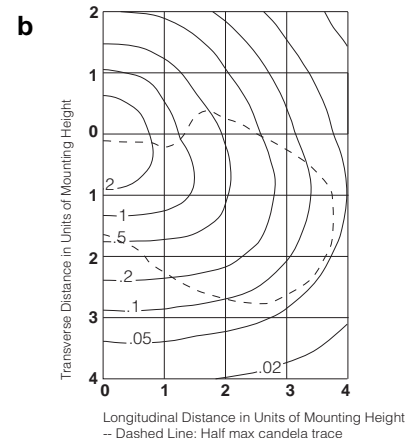 b
Transverse Distance in Units of Mounting Height
2
1
0
1
2
3
4
2
1
.5
.2
.1
.05
.02
0 1 2 3 4
Longitudinal Distance in Units of Mounting Height
-- Dashed Line: Half max candela trace